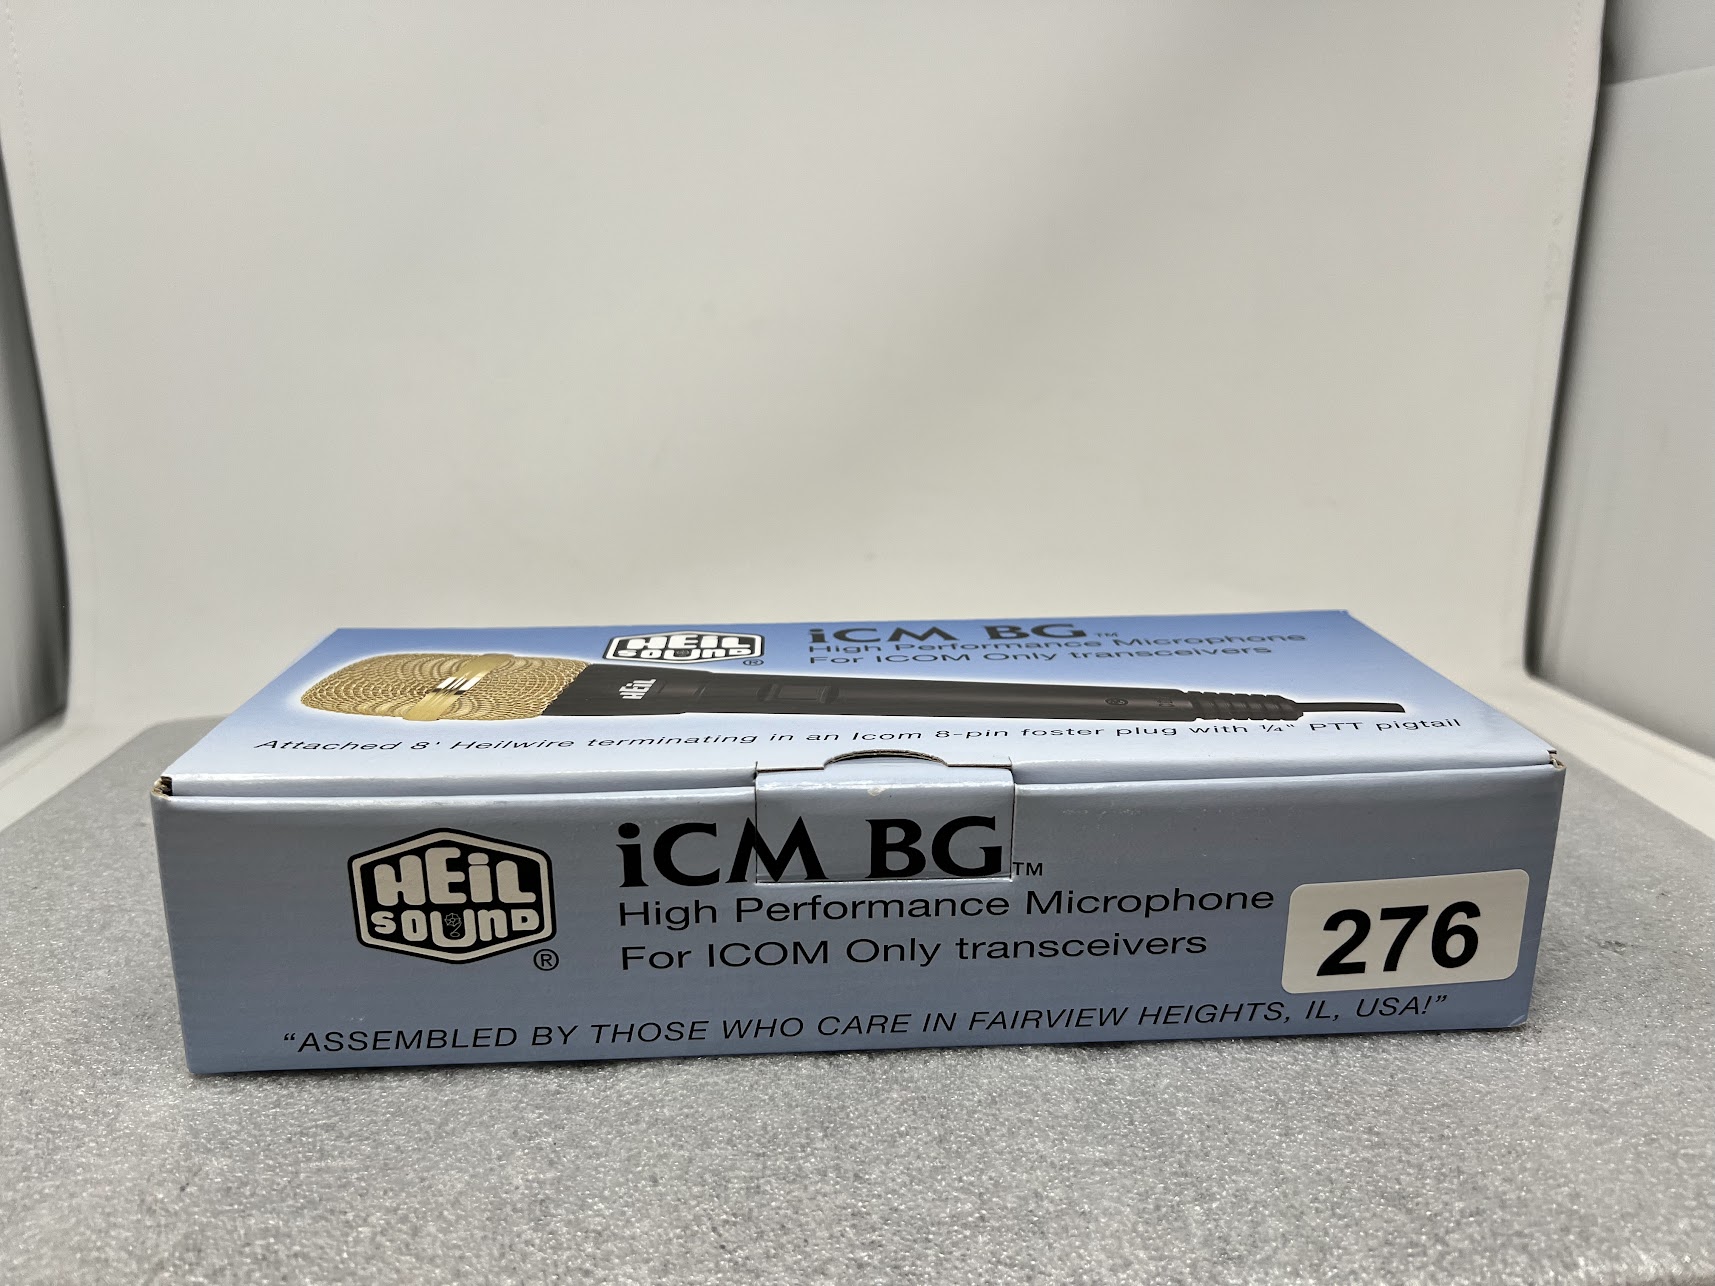 HEiL
SOUND
®
iCM BG™
High Performance Microphone
For ICOM Only transceivers
HEiL
Attached 8' Heilwire terminating in an Icom 8-pin foster plug with ¼" PTT pigtail
HEiL
SOUND
®
iCM BG™
High Performance Microphone
For ICOM Only transceivers
276
“ASSEMBLED BY THOSE WHO CARE IN FAIRVIEW HEIGHTS, IL, USA!”